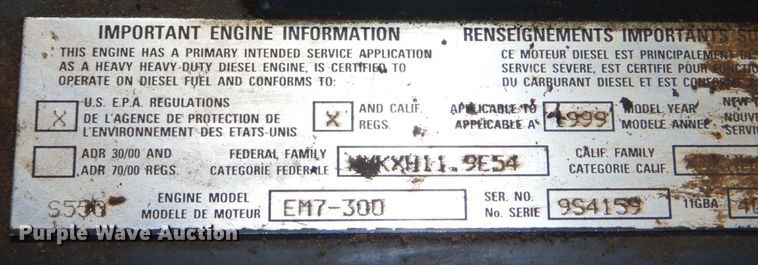 IMPORTANT ENGINE INFORMATION
THIS ENGINE HAS A PRIMARY INTENDED SERVICE APPLICATION
AS A HEAVY HEAVY-DUTY DIESEL ENGINE, IS CERTIFIED TO
OPERATE ON DIESEL FUEL AND CONFORMS TO:
RENSEIGNEMENTS IMPORTANTS
CE MOTEUR DIESEL EST PRINCIPALEMENT
SERVICE SEVERE, EST CERTIFIE POUR
DU CARBURANT DIESEL ET EST
X U.S. E.P.A. REGULATIONS
DE L'AGENCE DE PROTECTION DE
L'ENVIRONNEMENT DES ETATS-UNIS
X AND CALIF.
REGS.
APPLICABLE TO
APPLICABLE A
1999
MODEL YEAR
MODELE ANNEE
ADR 30/00 AND
ADR 70/00 REGS.
FEDERAL FAMILY
CATEGORIE FEDERALE
CALIF. FAMILY
CATEGORIE CALIF.
S550
ENGINE MODEL
MODELE DE MOTEUR
EM7-300
SER. NO.
No. SERIE
9S4159
11GBA
Purple Wave Auction